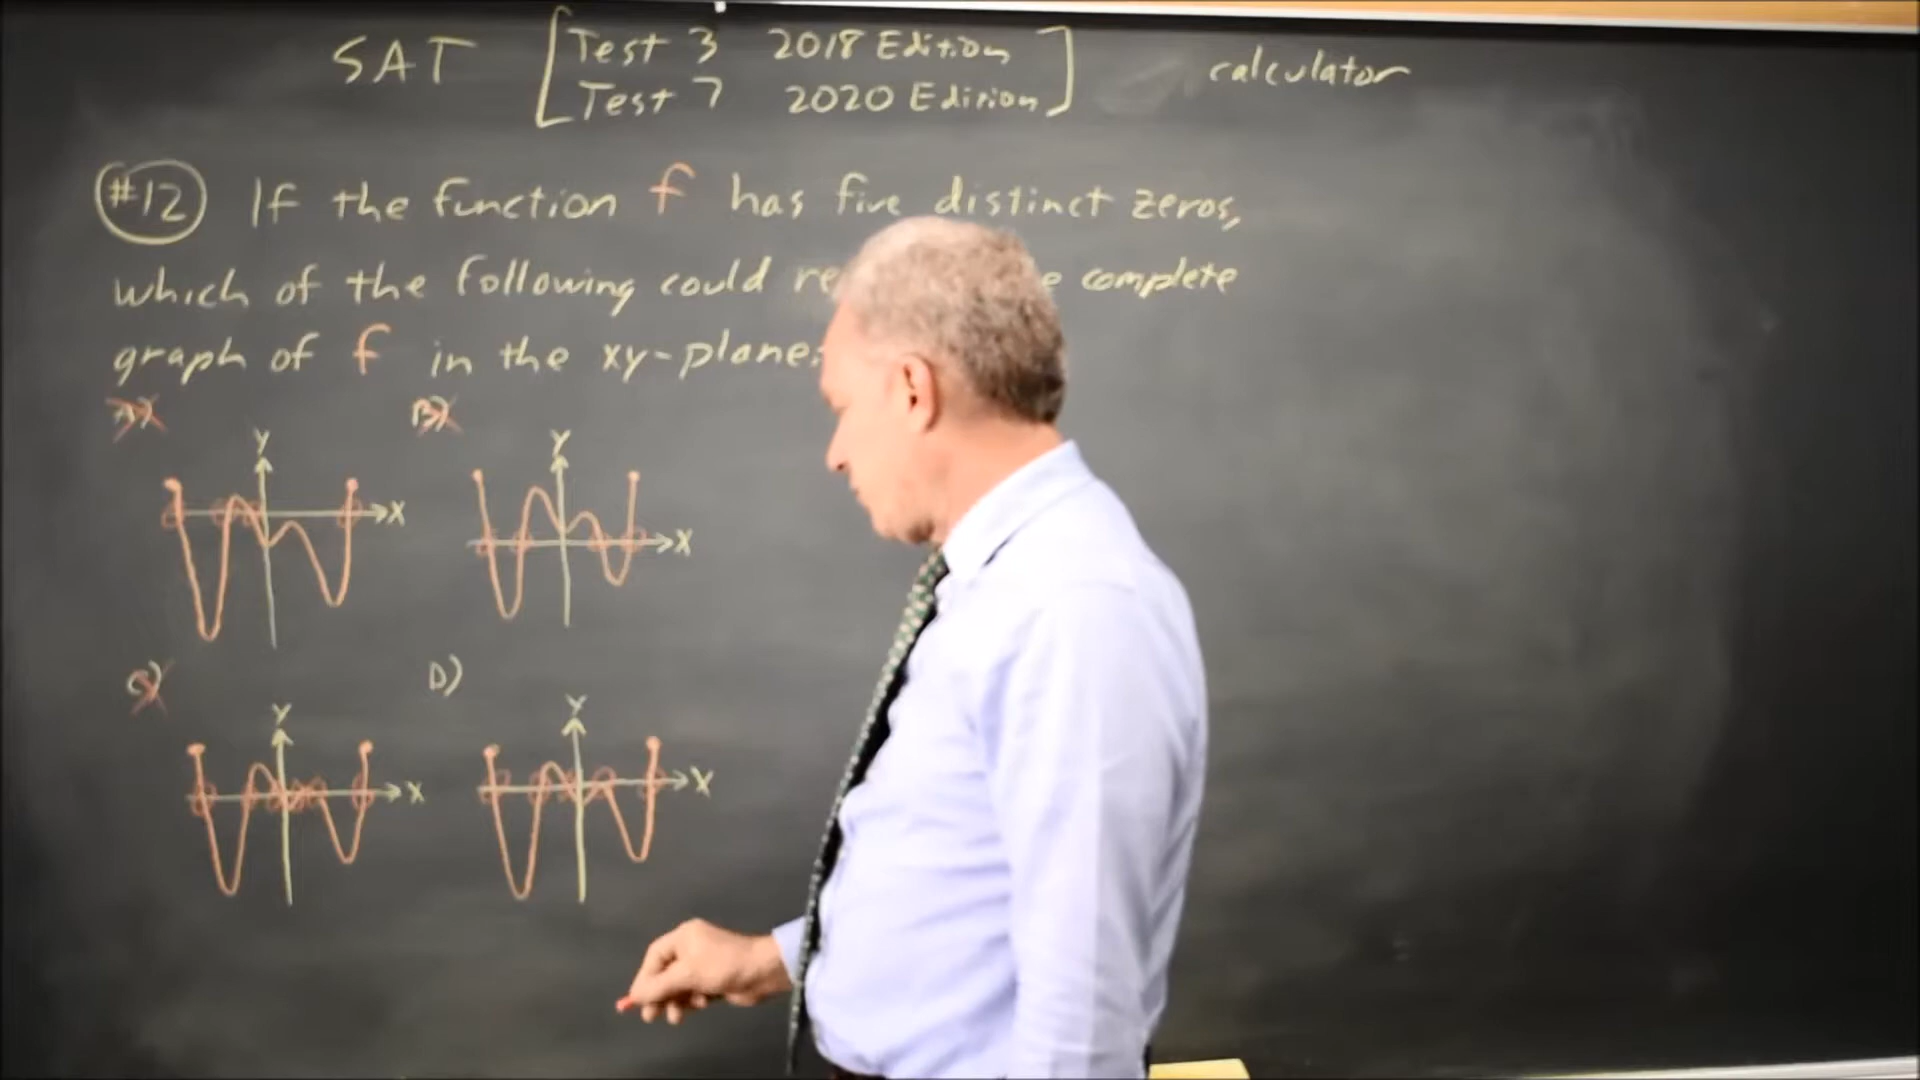 SAT [Test 3 2018 Edition] calculator
Test 7 2020 Edition
#12 If the function f has five distinct zeros,
which of the following could re complete
graph of f in the xy-plane
A) B)
Y Y
X X
C) D)
Y Y
X X